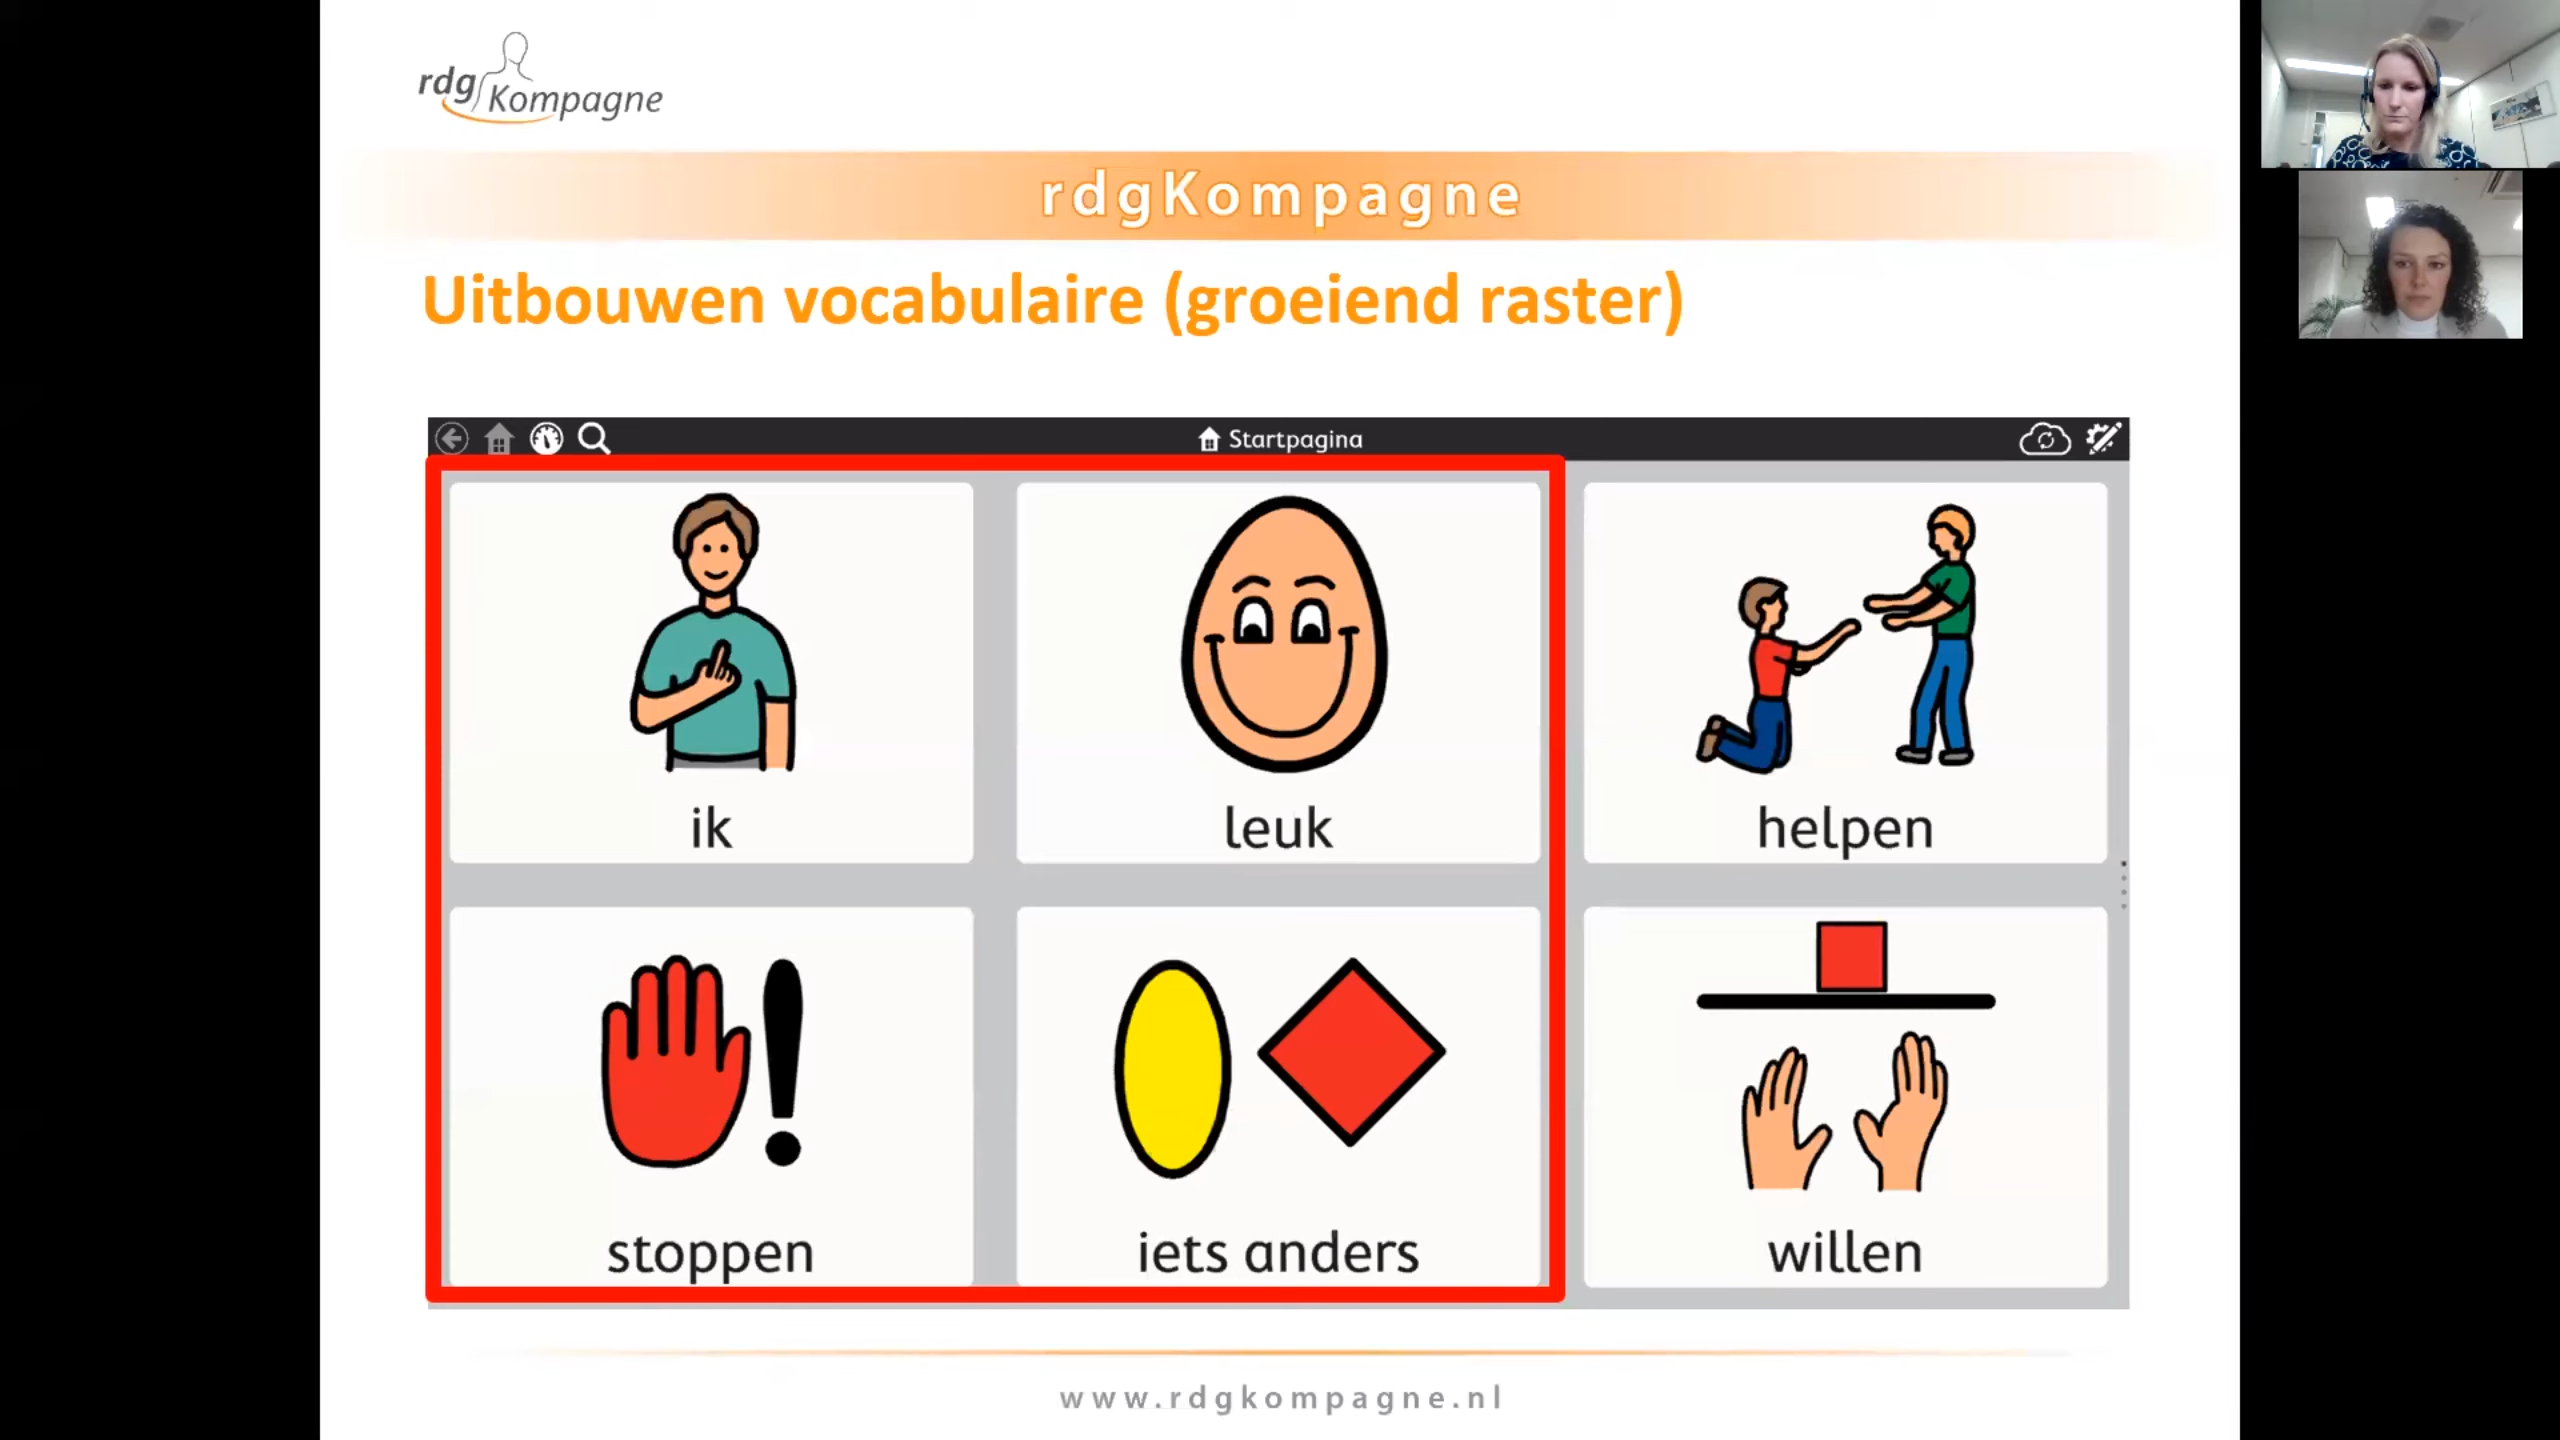 rdg Kompagne
rdgKompagne
Uitbouwen vocabulaire (groeiend raster)
Startpagina
ik
leuk
helpen
stoppen
iets anders
willen
www.rdgkompagne.nl